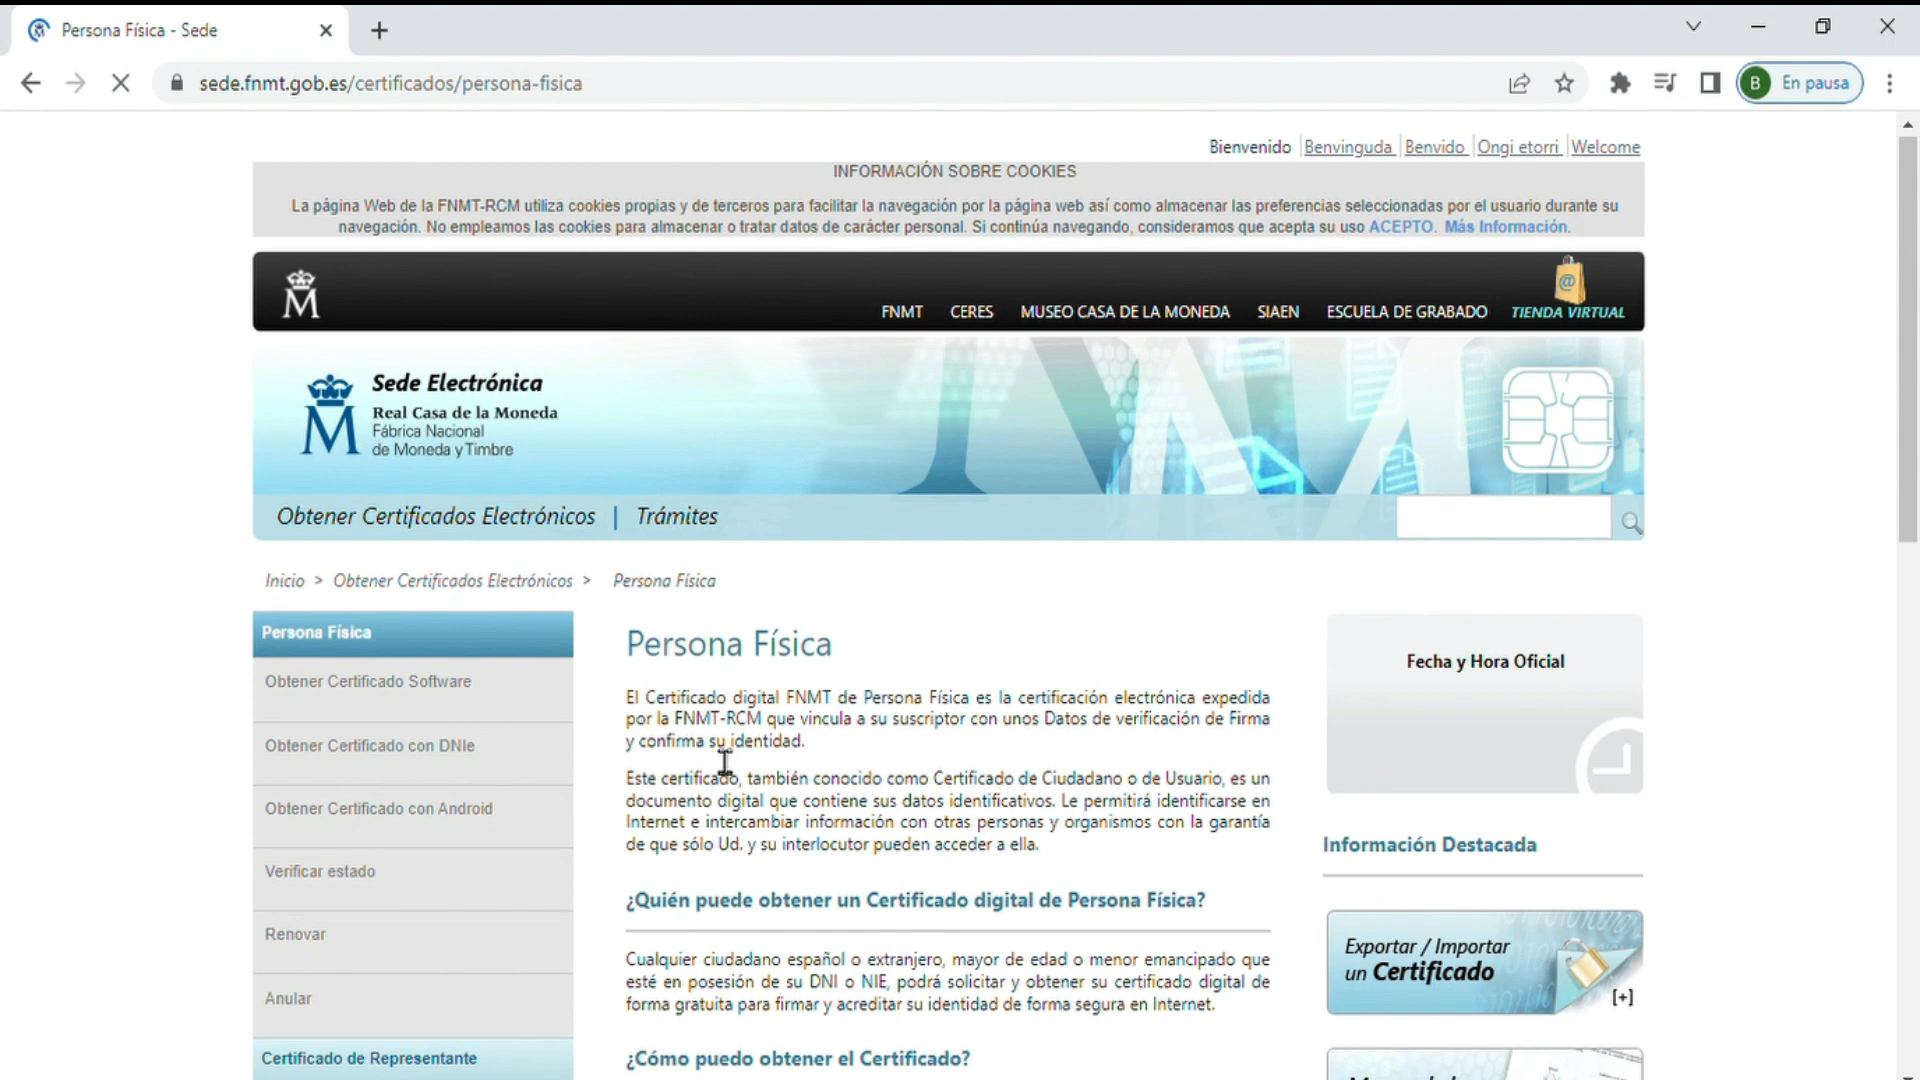 Persona Física - Sede
sede.fnmt.gob.es/certificados/persona-fisica
B En pausa
Bienvenido Benvinguda Benvido Ongi etorri Welcome
INFORMACIÓN SOBRE COOKIES
La página Web de la FNMT-RCM utiliza cookies propias y de terceros para facilitar la navegación por la página web así como almacenar las preferencias seleccionadas por el usuario durante su
navegación. No empleamos las cookies para almacenar o tratar datos de carácter personal. Si continúa navegando, consideramos que acepta su uso ACEPTO. Más Información.
M
@
FNMT CERES MUSEO CASA DE LA MONEDA SIAEN ESCUELA DE GRABADO TIENDA VIRTUAL
M
Sede Electrónica
Real Casa de la Moneda
Fábrica Nacional
de Moneda y Timbre
Obtener Certificados Electrónicos | Trámites
Inicio > Obtener Certificados Electrónicos > Persona Física
Persona Física
Obtener Certificado Software
Obtener Certificado con DNIe
Obtener Certificado con Android
Verificar estado
Renovar
Anular
Certificado de Representante
Persona Física
El Certificado digital FNMT de Persona Física es la certificación electrónica expedida
por la FNMT-RCM que vincula a su suscriptor con unos Datos de verificación de Firma
y confirma su identidad.
Este certificado, también conocido como Certificado de Ciudadano o de Usuario, es un
documento digital que contiene sus datos identificativos. Le permitirá identificarse en
Internet e intercambiar información con otras personas y organismos con la garantía
de que sólo Ud. y su interlocutor pueden acceder a ella.
¿Quién puede obtener un Certificado digital de Persona Física?
Cualquier ciudadano español o extranjero, mayor de edad o menor emancipado que
esté en posesión de su DNI o NIE, podrá solicitar y obtener su certificado digital de
forma gratuita para firmar y acreditar su identidad de forma segura en Internet.
¿Cómo puedo obtener el Certificado?
Fecha y Hora Oficial
Información Destacada
Exportar / Importar
un Certificado
[+]